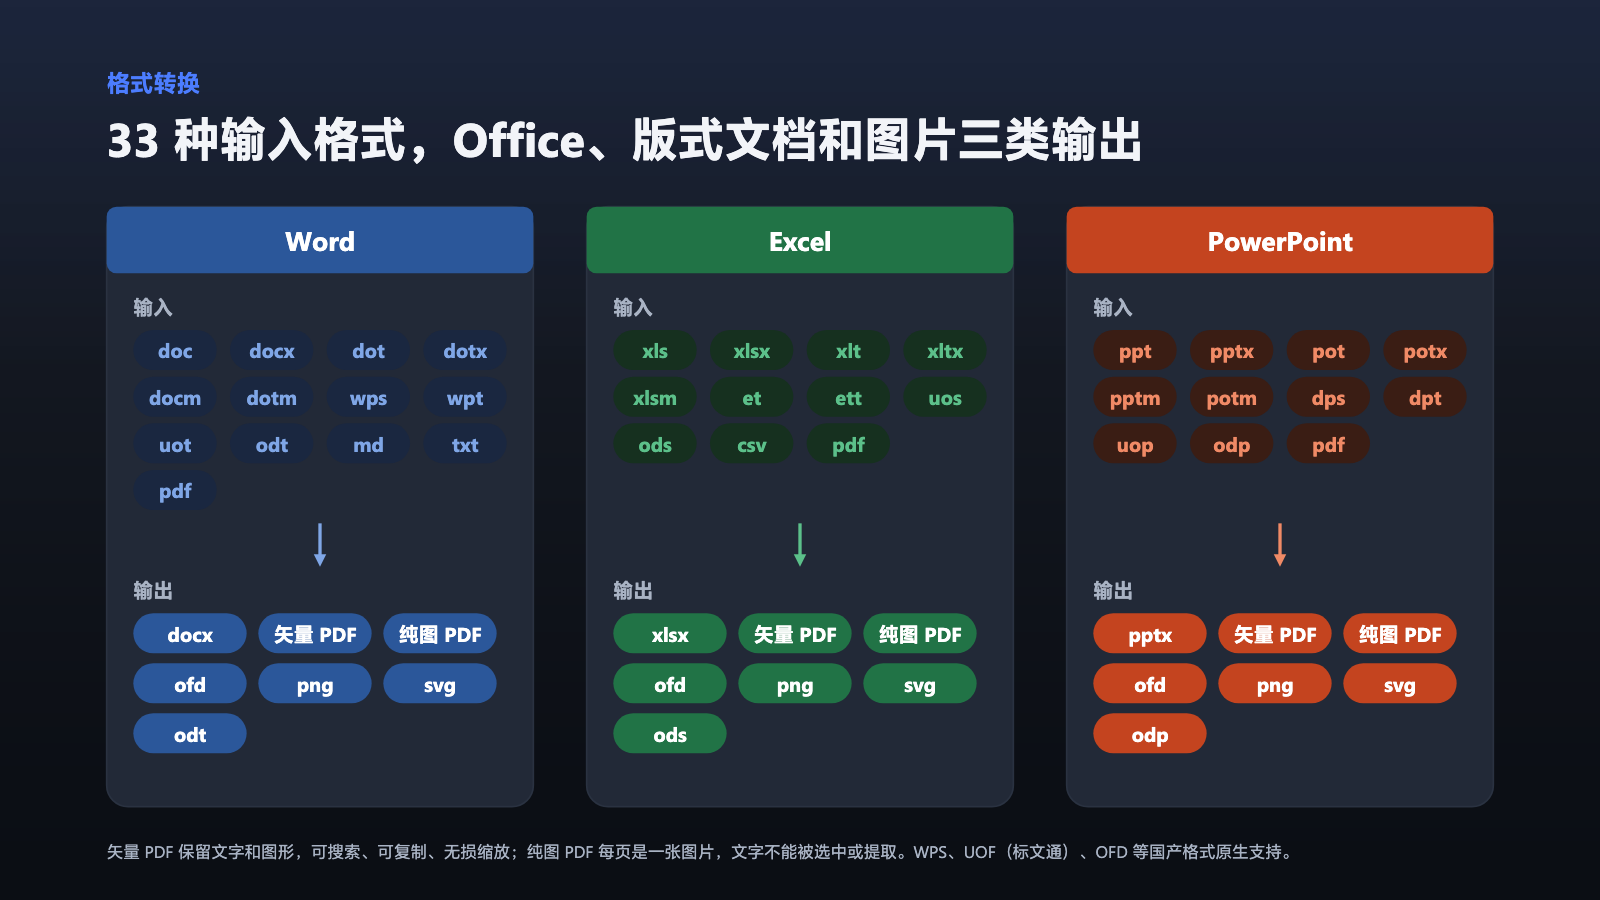 格式转换
33 种输入格式，Office、版式文档和图片三类输出
Word
输入
doc docx dot dotx
docm dotm wps wpt
uot odt md txt
pdf
输出
docx 矢量 PDF 纯图 PDF
ofd png svg
odt
Excel
输入
xls xlsx xlt xltx
xlsm et ett uos
ods csv pdf
输出
xlsx 矢量 PDF 纯图 PDF
ofd png svg
ods
PowerPoint
输入
ppt pptx pot potx
pptm potm dps dpt
uop odp pdf
输出
pptx 矢量 PDF 纯图 PDF
ofd png svg
odp
矢量 PDF 保留文字和图形，可搜索、可复制、无损缩放；纯图 PDF 每页是一张图片，文字不能被选中或提取。WPS、UOF（标文通）、OFD 等国产格式原生支持。